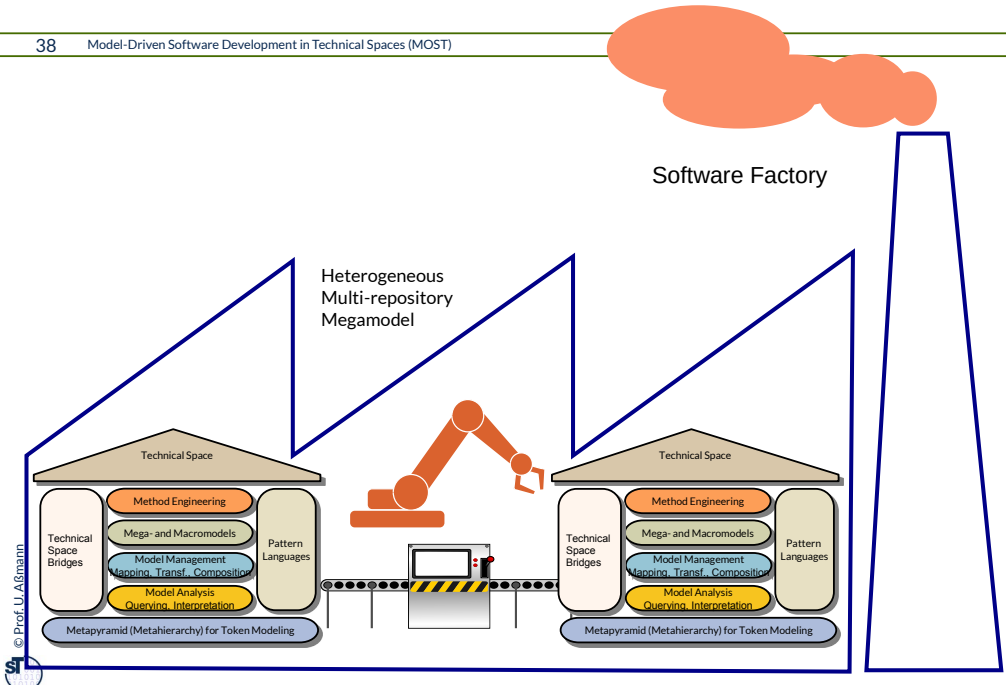 38 Model-Driven Software Development in Technical Spaces (MOST)
Software Factory
Heterogeneous
Multi-repository
Megamodel
Technical Space
Technical
Space
Bridges
Method Engineering
Mega- and Macromodels
Model Management
Mapping, Transf., Composition
Model Analysis
Querying, Interpretation
Pattern
Languages
Metapyramid (Metahierarchy) for Token Modeling
Technical Space
Technical
Space
Bridges
Method Engineering
Mega- and Macromodels
Model Management
Mapping, Transf., Composition
Model Analysis
Querying, Interpretation
Pattern
Languages
Metapyramid (Metahierarchy) for Token Modeling
© Prof. U. Aßmann
ST